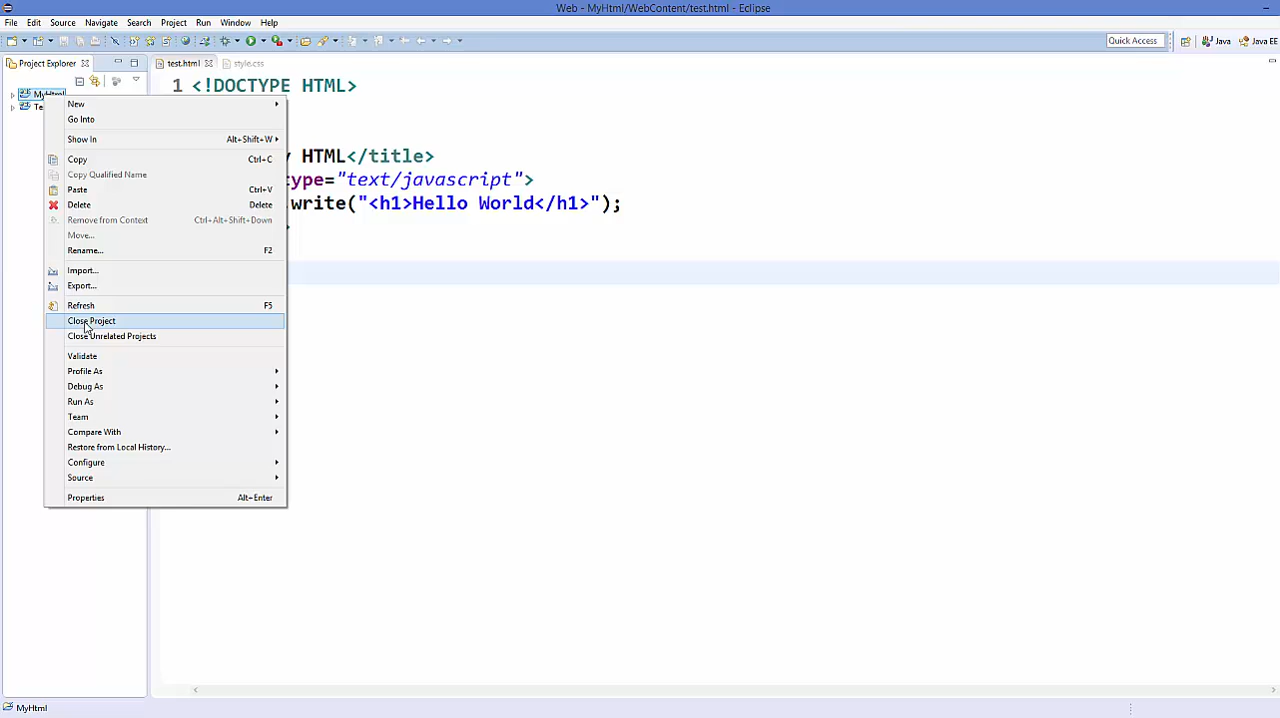 Web - MyHtml/WebContent/test.html - Eclipse
File Edit Source Navigate Search Project Run Window Help
Quick Access Java Java EE
Project Explorer test.html style.css
1 <!DOCTYPE HTML>
MyHtml
Te
New
Go Into
Show In Alt+Shift+W
Copy Ctrl+C
Copy Qualified Name
Paste Ctrl+V
Delete Delete
Remove from Context Ctrl+Alt+Shift+Down
Move...
Rename... F2
Import...
Export...
Refresh F5
Close Project
Close Unrelated Projects
Validate
Profile As
Debug As
Run As
Team
Compare With
Restore from Local History...
Configure
Source
Properties Alt+Enter
HTML</title>
ype="text/javascript">
.write("<h1>Hello World</h1>");
MyHtml